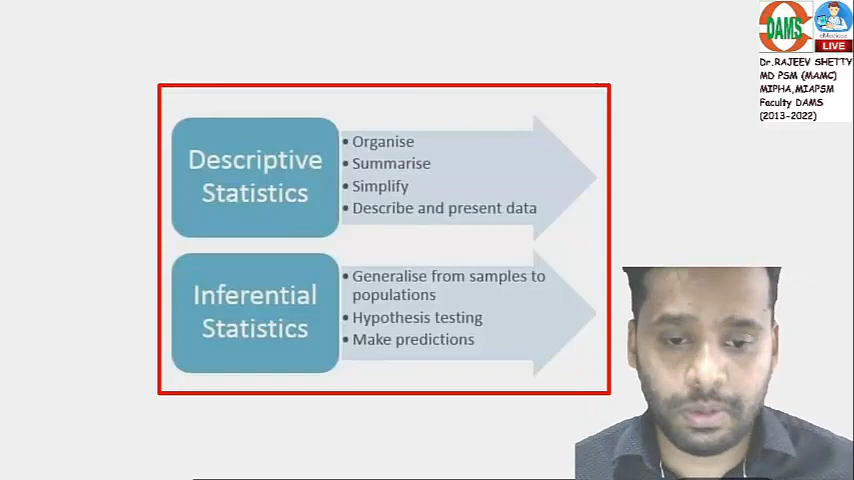 Descriptive
Statistics
• Organise
• Summarise
• Simplify
• Describe and present data
Inferential
Statistics
• Generalise from samples to
populations
• Hypothesis testing
• Make predictions
DAMS
eMedicoz
LIVE
Dr.RAJEEV SHETTY
MD PSM (MAMC)
MIPHA,MIAPSM
Faculty DAMS
(2013-2022)